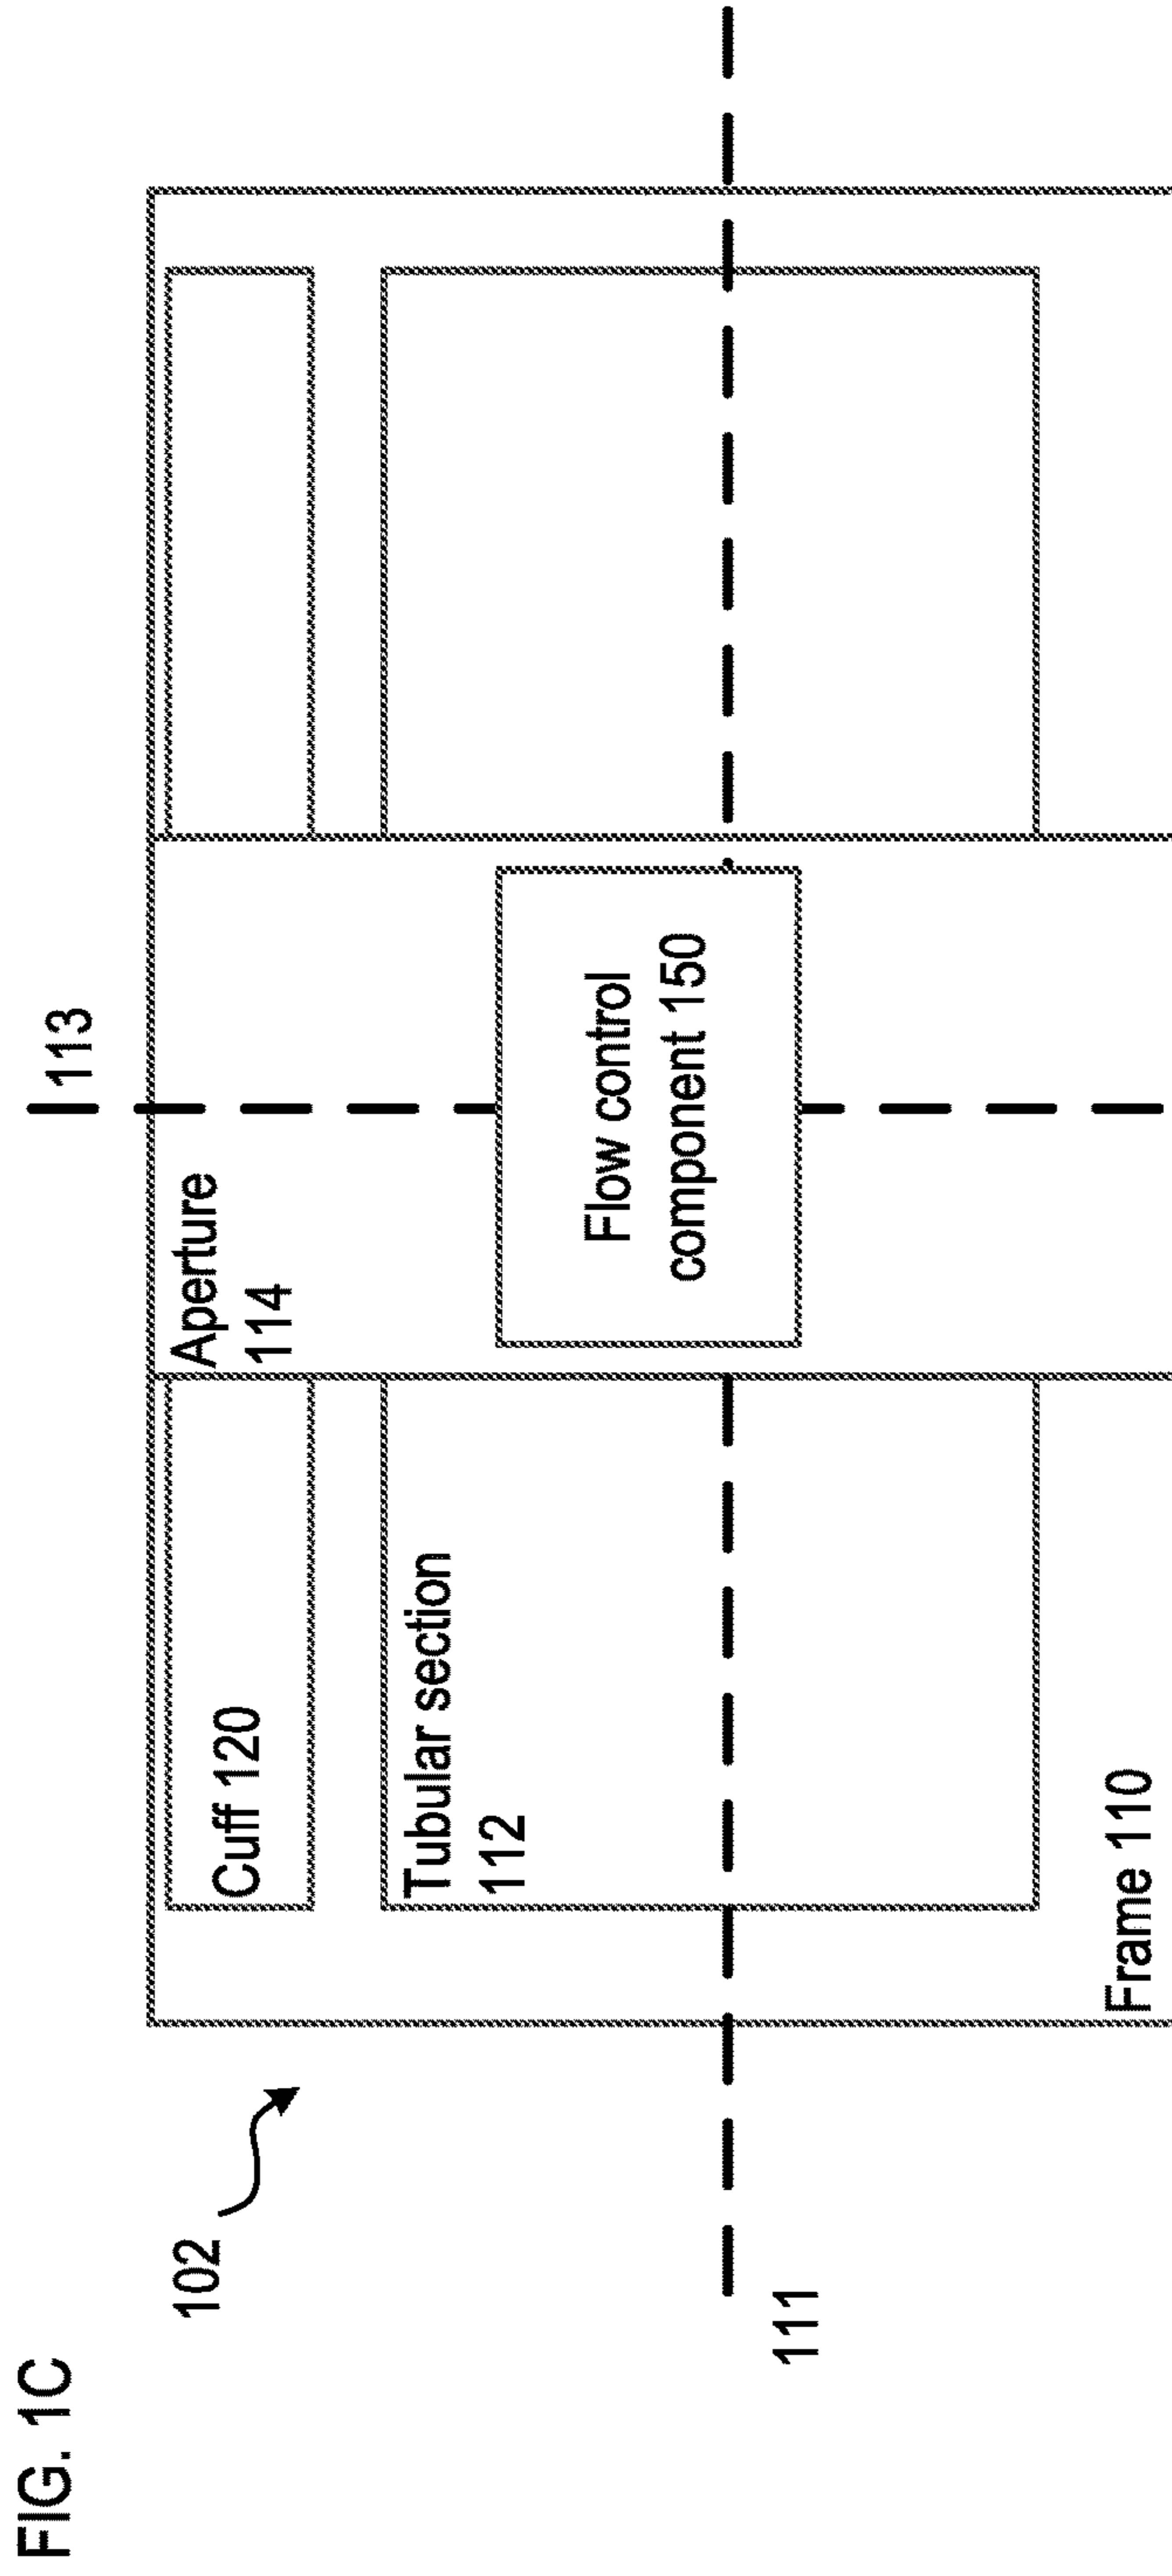 FIG. 1C
102
113
Cuff 120
Aperture
114
Tubular section
112
Flow control
component 150
111
Frame 110